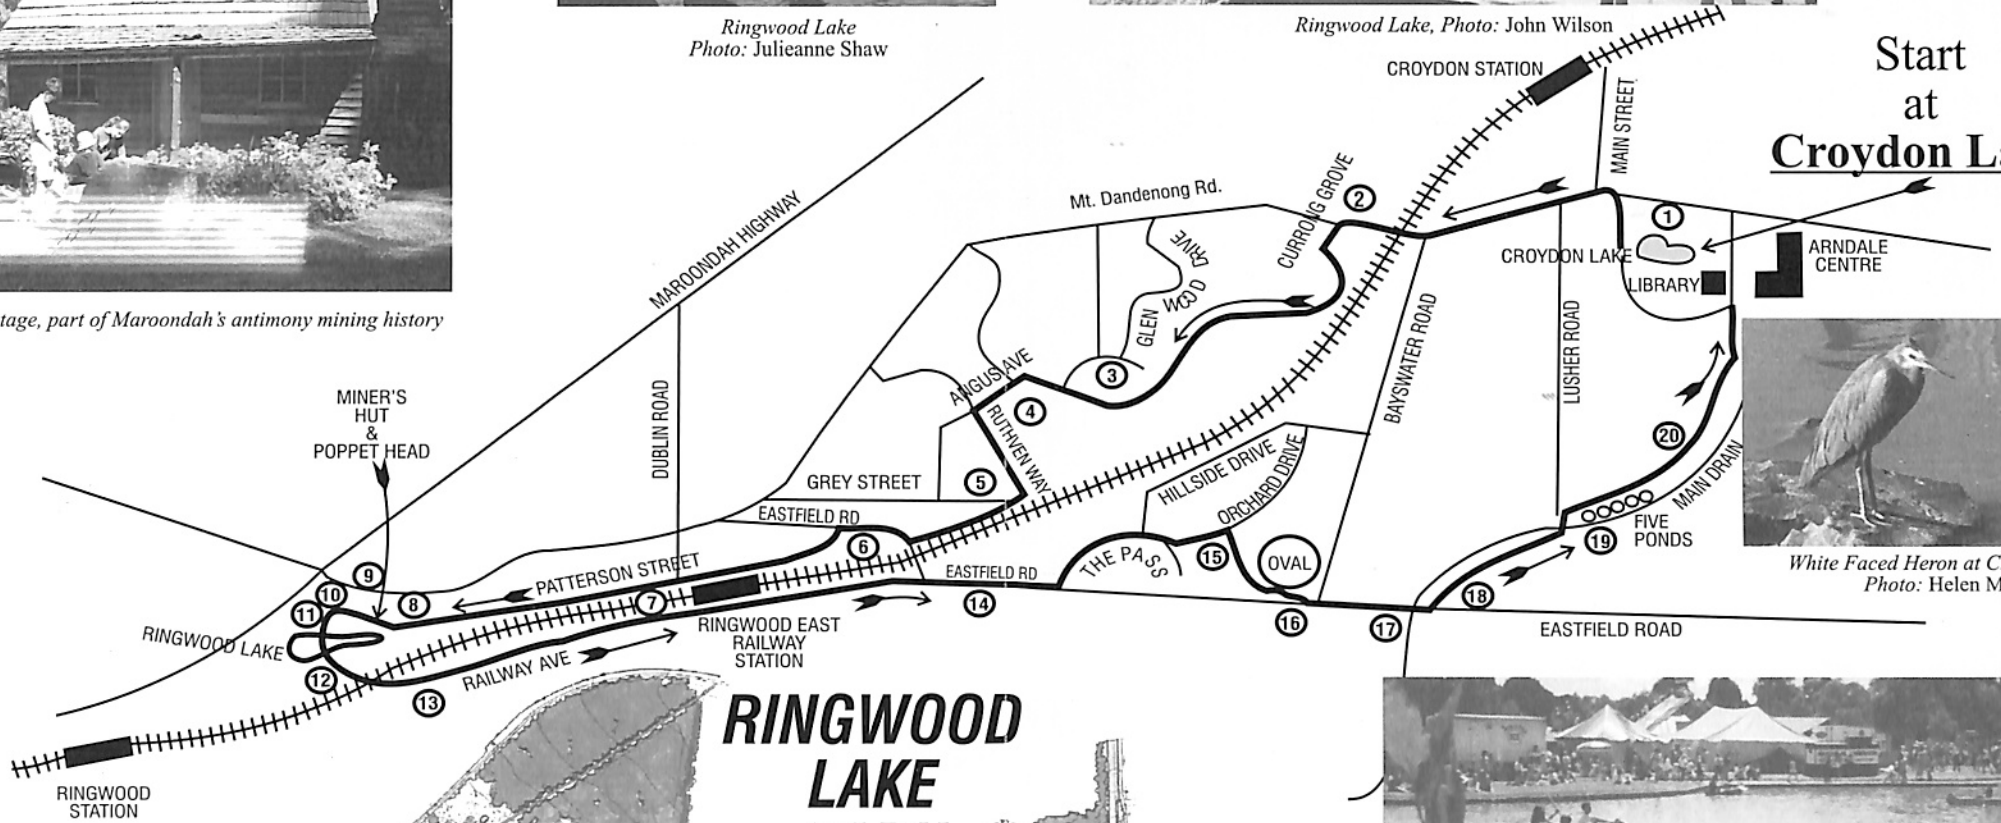 Ringwood Lake
Photo: Julieanne Shaw
Ringwood Lake, Photo: John Wilson
Start
at
Croydon La
CROYDON STATION
MAIN STREET
CURRONG GROVE
2
Mt. Dandenong Rd.
1
CROYDON LAKE
LIBRARY
ARNDALE
CENTRE
MAROONDAH HIGHWAY
GLEN WOOD DRIVE
tage, part of Maroondah's antimony mining history
BAYSWATER ROAD
LUSHER ROAD
3
ANGUS AVE
4
RUTHVEN WAY
MINER'S
HUT
&
POPPET HEAD
DUBLIN ROAD
GREY STREET
5
HILLSIDE DRIVE
ORCHARD DRIVE
20
MAIN DRAIN
EASTFIELD RD
6
FIVE
PONDS
19
THE PASS
15
OVAL
White Faced Heron at C
Photo: Helen M
PATTERSON STREET
EASTFIELD RD
9
8
7
10
11
14
18
16
17
EASTFIELD ROAD
RINGWOOD LAKE
RINGWOOD EAST
RAILWAY
STATION
12
13
RAILWAY AVE
RINGWOOD
LAKE
RINGWOOD
STATION